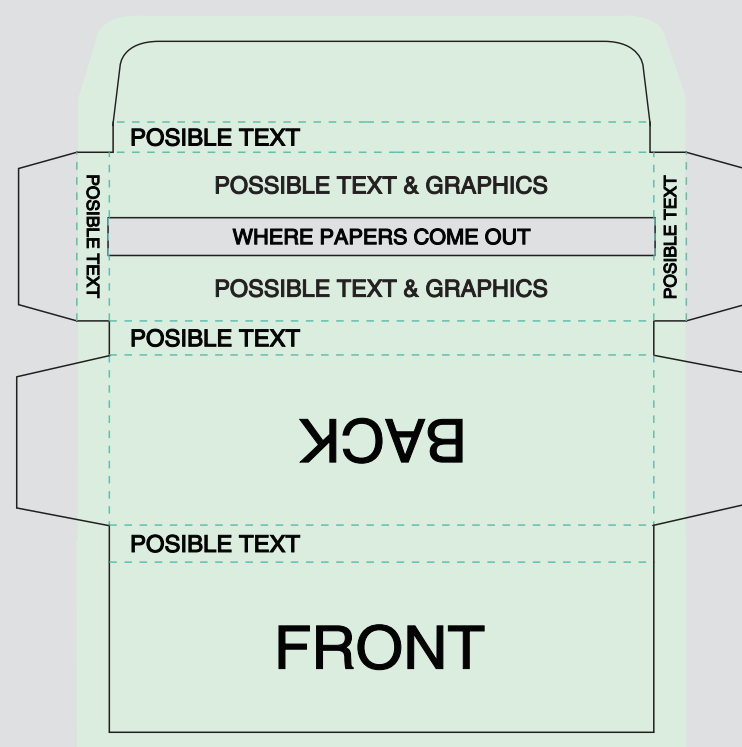 POSIBLE TEXT
POSSIBLE TEXT & GRAPHICS
POSIBLE TEXT
WHERE PAPERS COME OUT
POSIBLE TEXT
POSSIBLE TEXT & GRAPHICS
POSIBLE TEXT
BACK
POSIBLE TEXT
FRONT